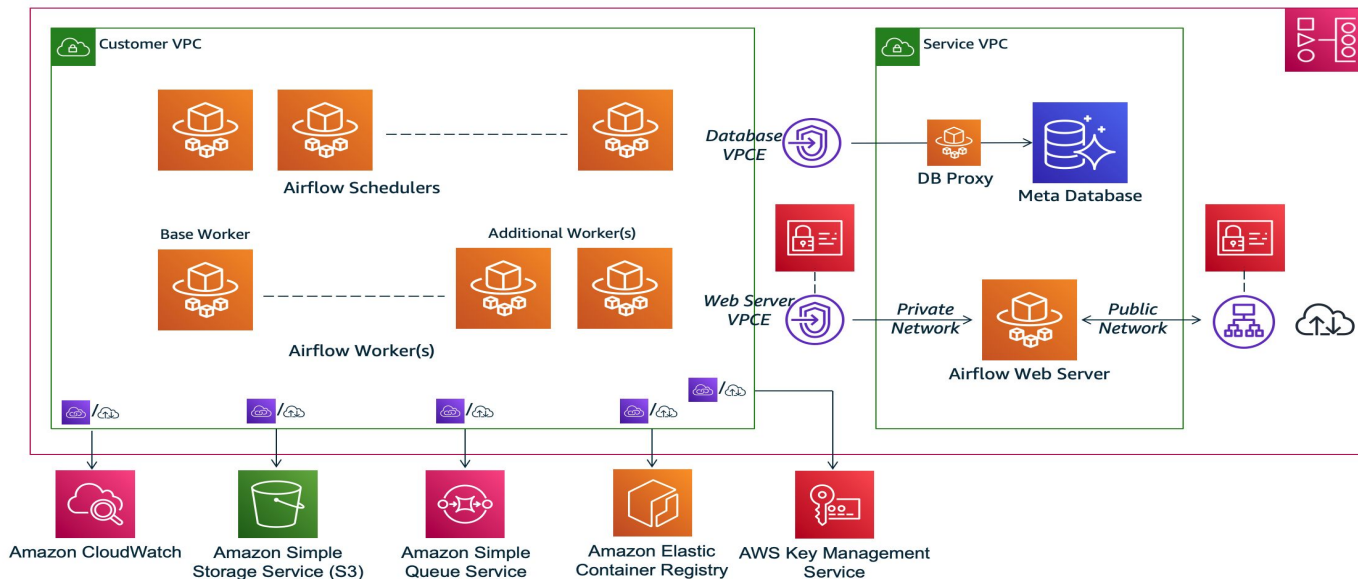 Customer VPC
Service VPC
Airflow Schedulers
Database
VPCE
DB Proxy
Meta Database
Base Worker
Additional Worker(s)
Airflow Worker(s)
Web Server
VPCE
Private
Network
Public
Network
Airflow Web Server
/
/
/
/
/
Amazon CloudWatch
Amazon Simple
Storage Service (S3)
Amazon Simple
Queue Service
Amazon Elastic
Container Registry
AWS Key Management
Service